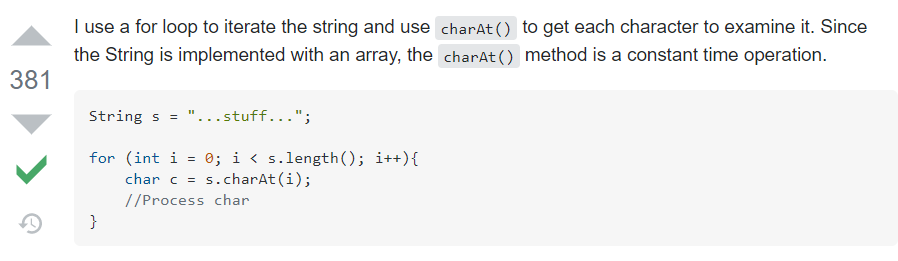 I use a for loop to iterate the string and use charAt() to get each character to examine it. Since
the String is implemented with an array, the charAt() method is a constant time operation.
381
String s = "...stuff...";
for (int i = 0; i < s.length(); i++){
    char c = s.charAt(i);
    //Process char
}